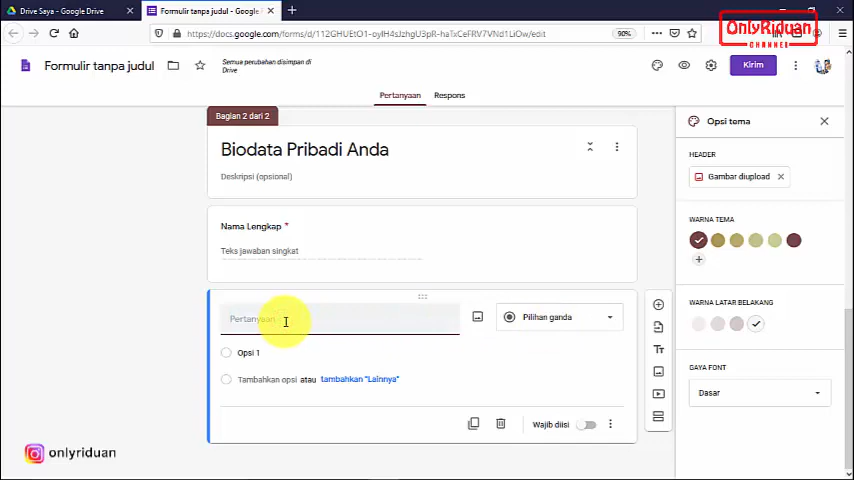 Drive Saya - Google Drive
Formulir tanpa judul - Google F
https://docs.google.com/forms/d/112GHUEtO1-oyIH4sJzhgU3pR-haTxCeFRV7VNd1LiOw/edit
90%
OnlyRiduan
CHANNEL
Formulir tanpa judul
Semua perubahan disimpan di
Drive
Kirim
Pertanyaan
Respons
Bagian 2 dari 2
Biodata Pribadi Anda
Deskripsi (opsional)
Nama Lengkap *
Teks jawaban singkat
Pertanyaan
Pilihan ganda
Opsi 1
Tambahkan opsi atau tambahkan "Lainnya"
Wajib diisi
Opsi tema
HEADER
Gambar diupload
WARNA TEMA
WARNA LATAR BELAKANG
GAYA FONT
Dasar
onlyriduan